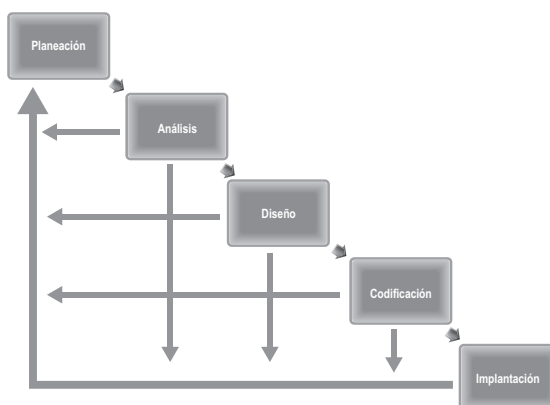 Planeación
Análisis
Diseño
Codificación
Implantación